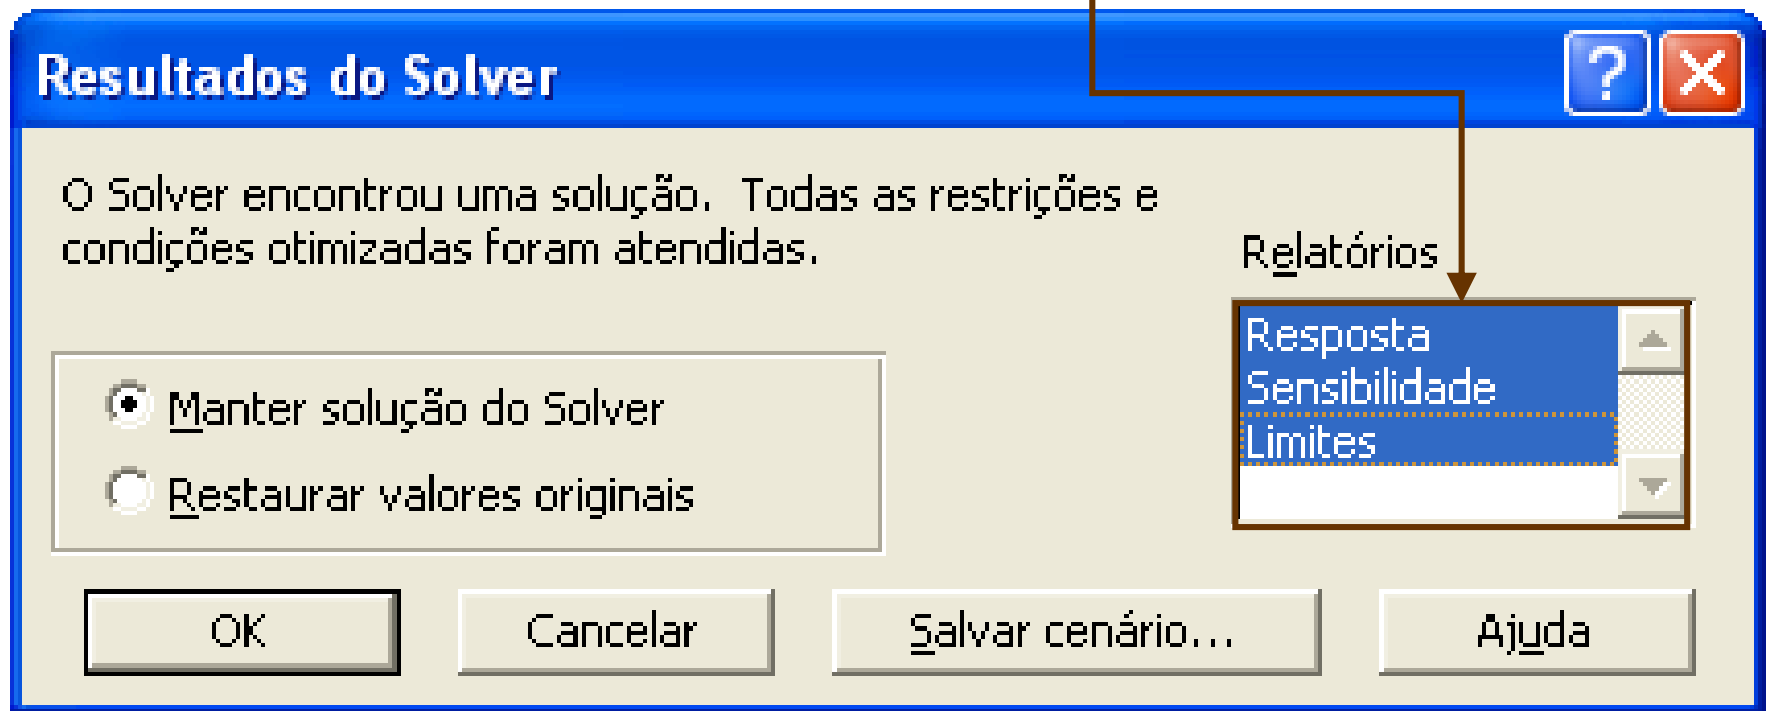 Resultados do Solver
O Solver encontrou uma solução. Todas as restrições e
condições otimizadas foram atendidas.
Relatórios
Resposta
Sensibilidade
Limites
Manter solução do Solver
Restaurar valores originais
OK
Cancelar
Salvar cenário...
Ajuda